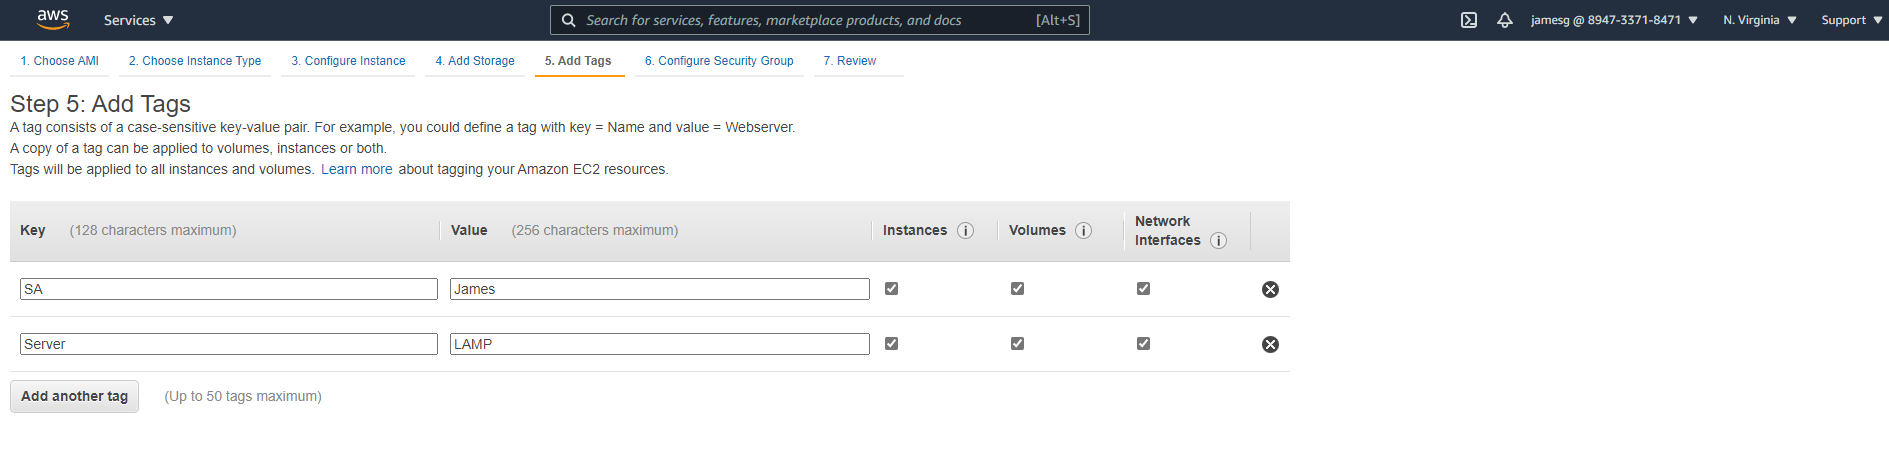 aws Services Search for services, features, marketplace products, and docs [Alt+S] jamesg @ 8947-3371-8471 N. Virginia Support
1. Choose AMI 2. Choose Instance Type 3. Configure Instance 4. Add Storage 5. Add Tags 6. Configure Security Group 7. Review
Step 5: Add Tags
A tag consists of a case-sensitive key-value pair. For example, you could define a tag with key = Name and value = Webserver.
A copy of a tag can be applied to volumes, instances or both.
Tags will be applied to all instances and volumes. Learn more about tagging your Amazon EC2 resources.
Key (128 characters maximum) Value (256 characters maximum) Instances Volumes Network Interfaces
SA James
Server LAMP
Add another tag (Up to 50 tags maximum)